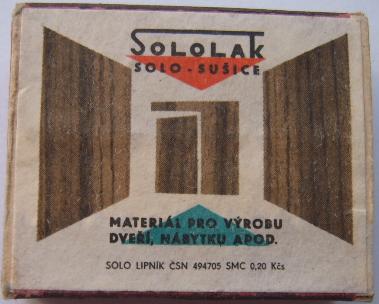 SOLOLAK
SOLO-SUŠICE
MATERIÁL PRO VÝROBU
DVEŘÍ, NÁBYTKU APOD.
SOLO LIPNÍK ČSN 494705 SMC 0,20 Kčs